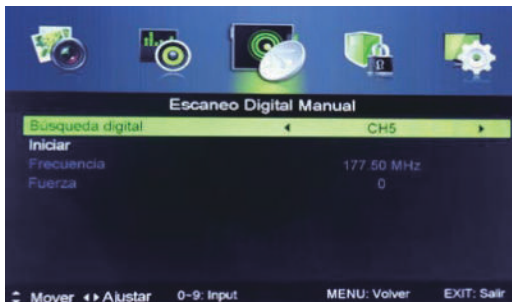 Escaneo Digital Manual
Búsqueda digital CH5
Iniciar
Frecuencia 177.50 MHz
Fuerza 0
Mover Ajustar 0-9: Input MENU: Volver EXIT: Salir